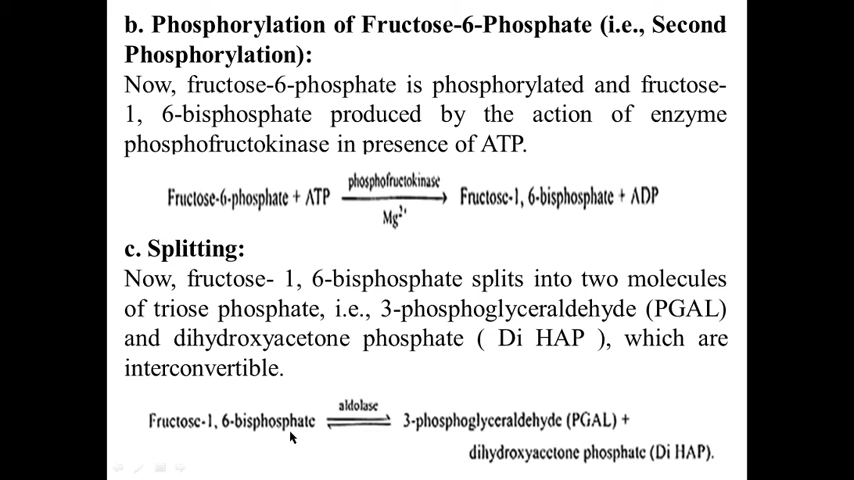 b. Phosphorylation of Fructose-6-Phosphate (i.e., Second
Phosphorylation):
Now, fructose-6-phosphate is phosphorylated and fructose-
1, 6-bisphosphate produced by the action of enzyme
phosphofructokinase in presence of ATP.
phosphofructokinase
Fructose-6-phosphate + ATP ⟶ Fructose-1, 6-bisphosphate + ADP
Mg²⁺
c. Splitting:
Now, fructose- 1, 6-bisphosphate splits into two molecules
of triose phosphate, i.e., 3-phosphoglyceraldehyde (PGAL)
and dihydroxyacetone phosphate ( Di HAP ), which are
interconvertible.
aldolase
Fructose-1, 6-bisphosphate ⇌ 3-phosphoglyceraldehyde (PGAL) +
dihydroxyacetone phosphate (Di HAP).